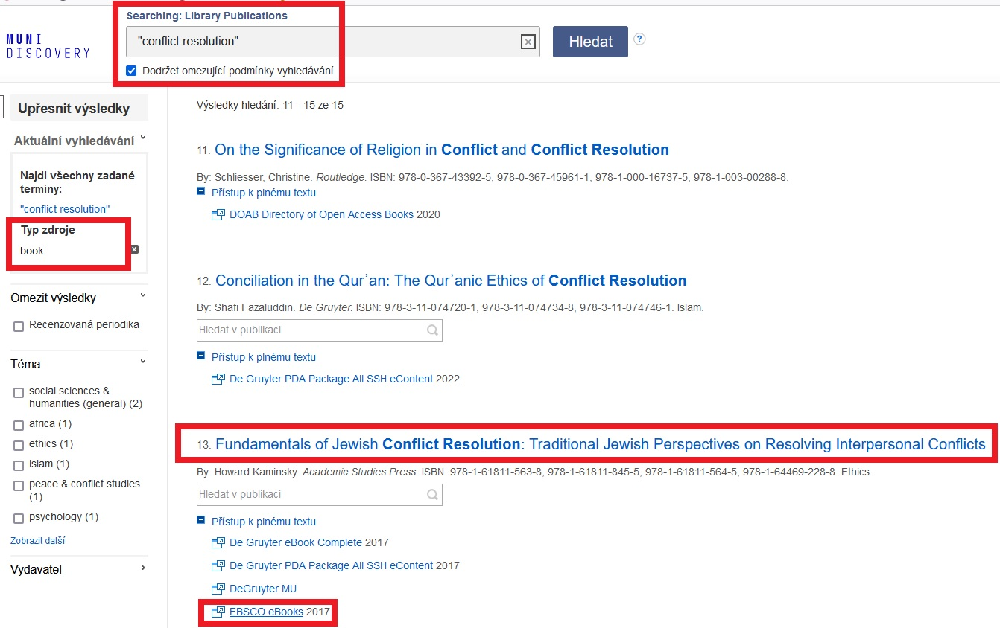 Searching: Library Publications
MUNI
DISCOVERY
"conflict resolution"
Hledat
?
Dodržet omezující podmínky vyhledávání
Upřesnit výsledky
Aktuální vyhledávání
Najdi všechny zadané
termíny:
"conflict resolution"
Typ zdroje
book
Omezit výsledky
Recenzovaná periodika
Téma
social sciences &
humanities (general) (2)
africa (1)
ethics (1)
islam (1)
peace & conflict studies
(1)
psychology (1)
Zobrazit další
Vydavatel
Výsledky hledání: 11 - 15 ze 15
11. On the Significance of Religion in Conflict and Conflict Resolution
By: Schliesser, Christine. Routledge. ISBN: 978-0-367-43392-5, 978-0-367-45961-1, 978-1-000-16737-5, 978-1-003-00288-8.
Přístup k plnému textu
DOAB Directory of Open Access Books 2020
12. Conciliation in the Qurʾan: The Qurʾanic Ethics of Conflict Resolution
By: Shafi Fazaluddin. De Gruyter. ISBN: 978-3-11-074720-1, 978-3-11-074734-8, 978-3-11-074746-1. Islam.
Hledat v publikaci
Přístup k plnému textu
De Gruyter PDA Package All SSH eContent 2022
13. Fundamentals of Jewish Conflict Resolution: Traditional Jewish Perspectives on Resolving Interpersonal Conflicts
By: Howard Kaminsky. Academic Studies Press. ISBN: 978-1-61811-563-8, 978-1-61811-845-5, 978-1-61811-564-5, 978-1-64469-228-8. Ethics.
Hledat v publikaci
Přístup k plnému textu
De Gruyter eBook Complete 2017
De Gruyter PDA Package All SSH eContent 2017
DeGruyter MU
EBSCO eBooks 2017